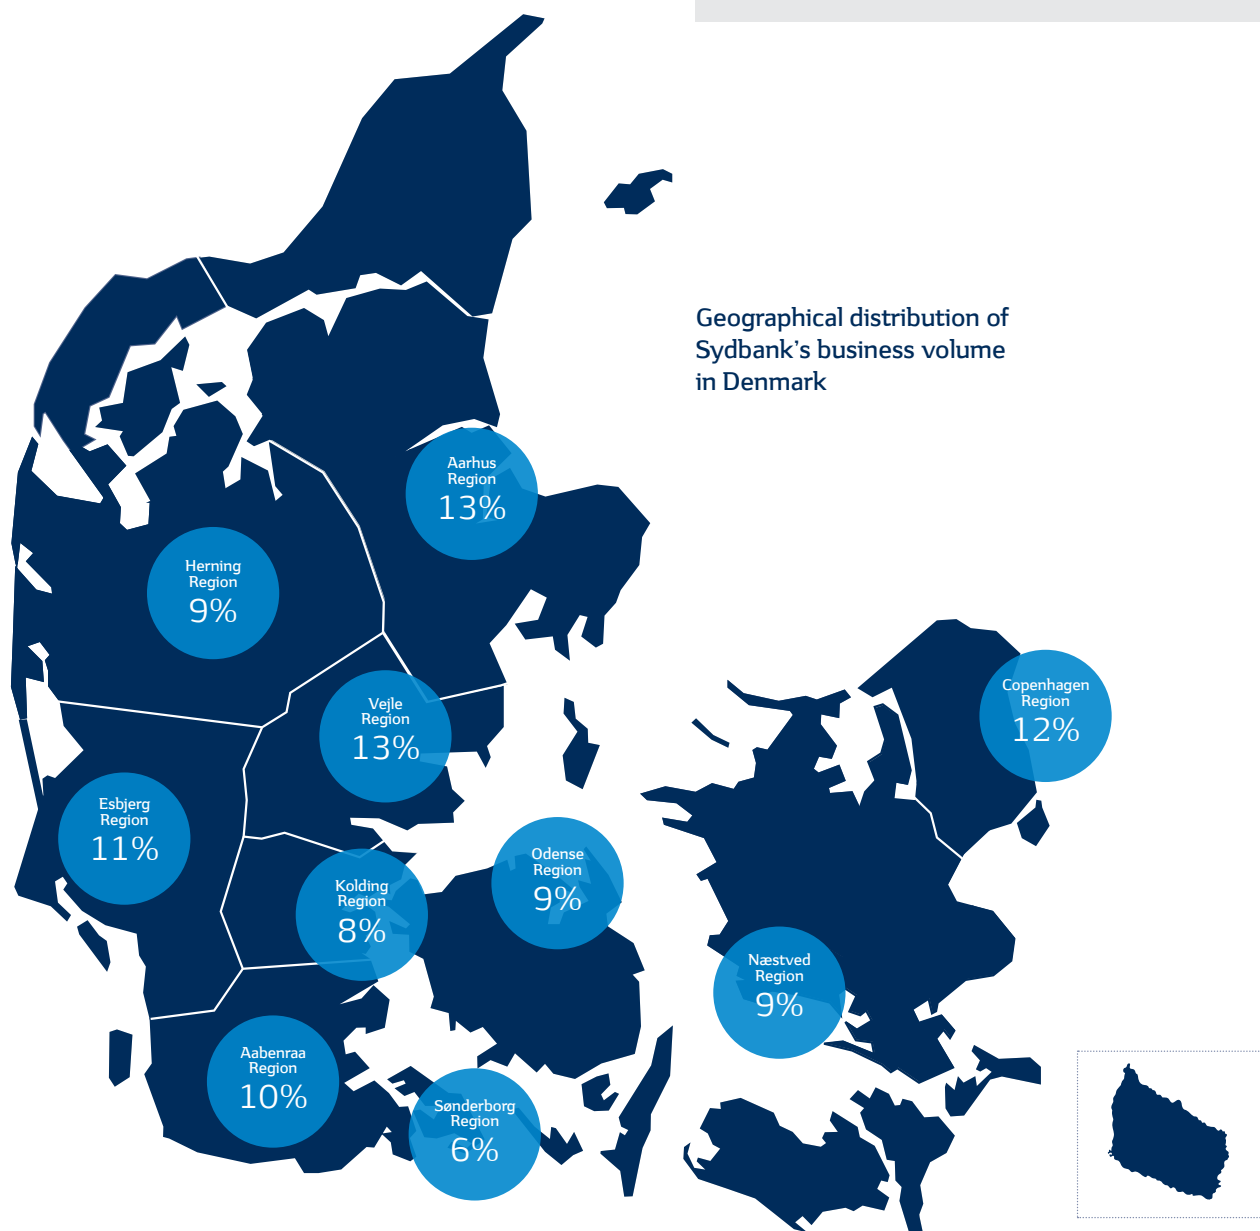 Geographical distribution of
Sydbank's business volume
in Denmark
Aarhus
Region
13%
Herning
Region
9%
Vejle
Region
13%
Copenhagen
Region
12%
Esbjerg
Region
11%
Odense
Region
9%
Kolding
Region
8%
Næstved
Region
9%
Aabenraa
Region
10%
Sønderborg
Region
6%